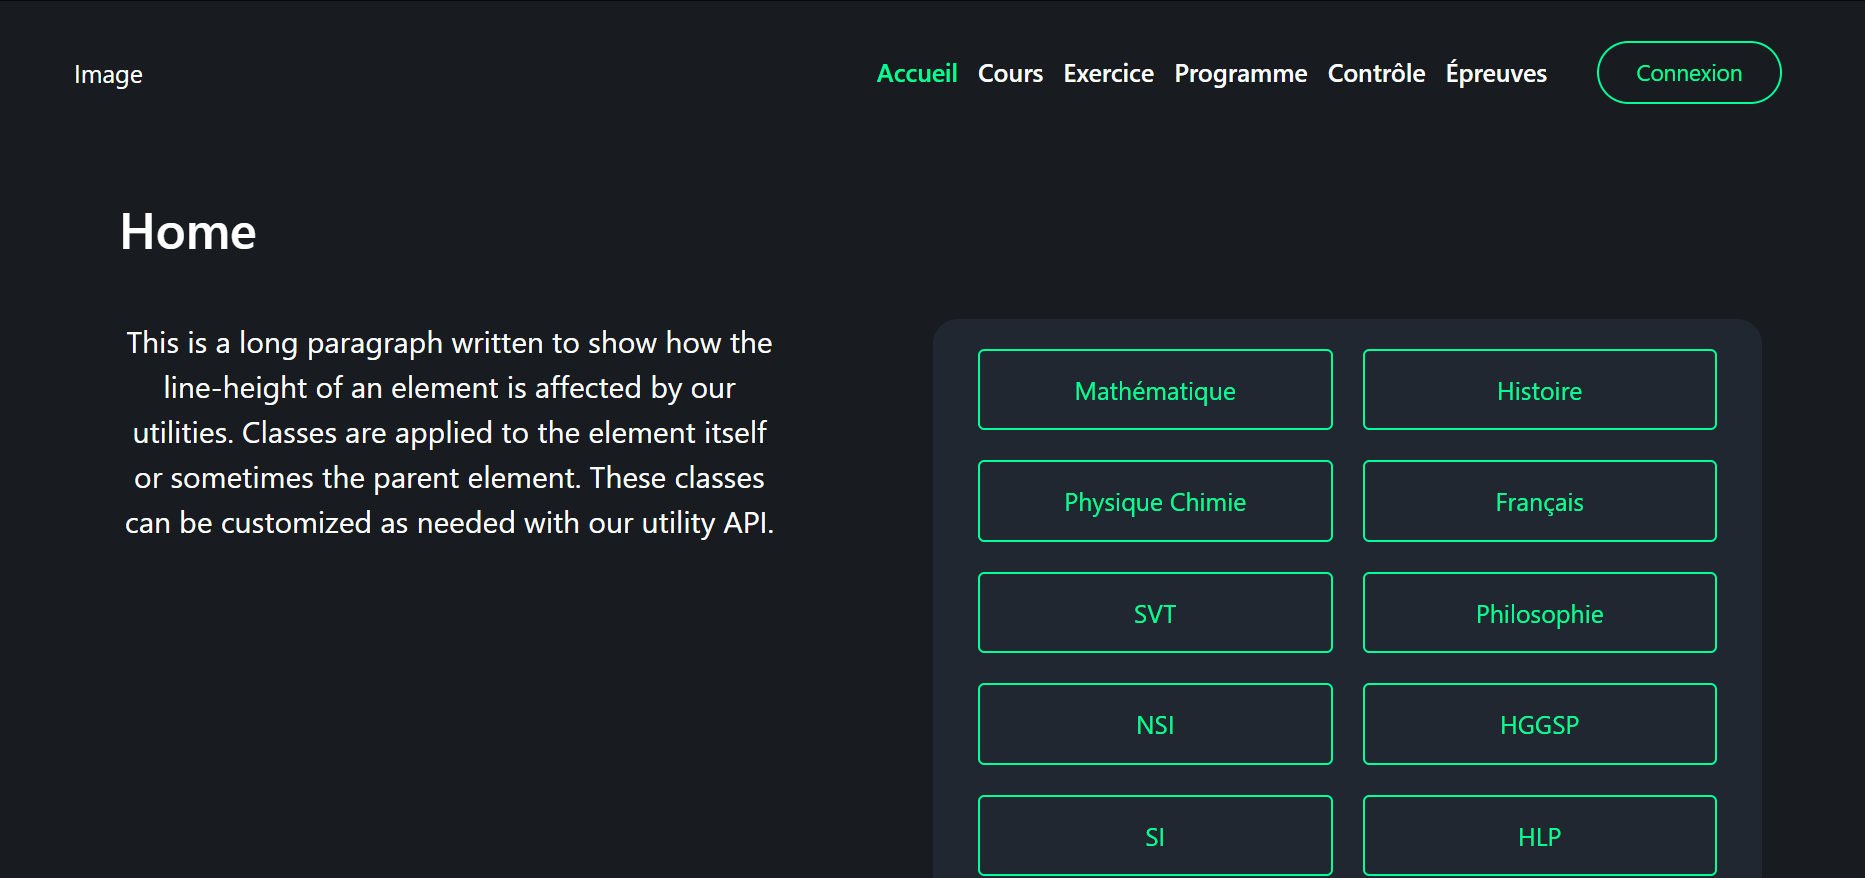 Image
Accueil Cours Exercice Programme Contrôle Épreuves Connexion
Home
This is a long paragraph written to show how the
line-height of an element is affected by our
utilities. Classes are applied to the element itself
or sometimes the parent element. These classes
can be customized as needed with our utility API.
Mathématique
Histoire
Physique Chimie
Français
SVT
Philosophie
NSI
HGGSP
SI
HLP